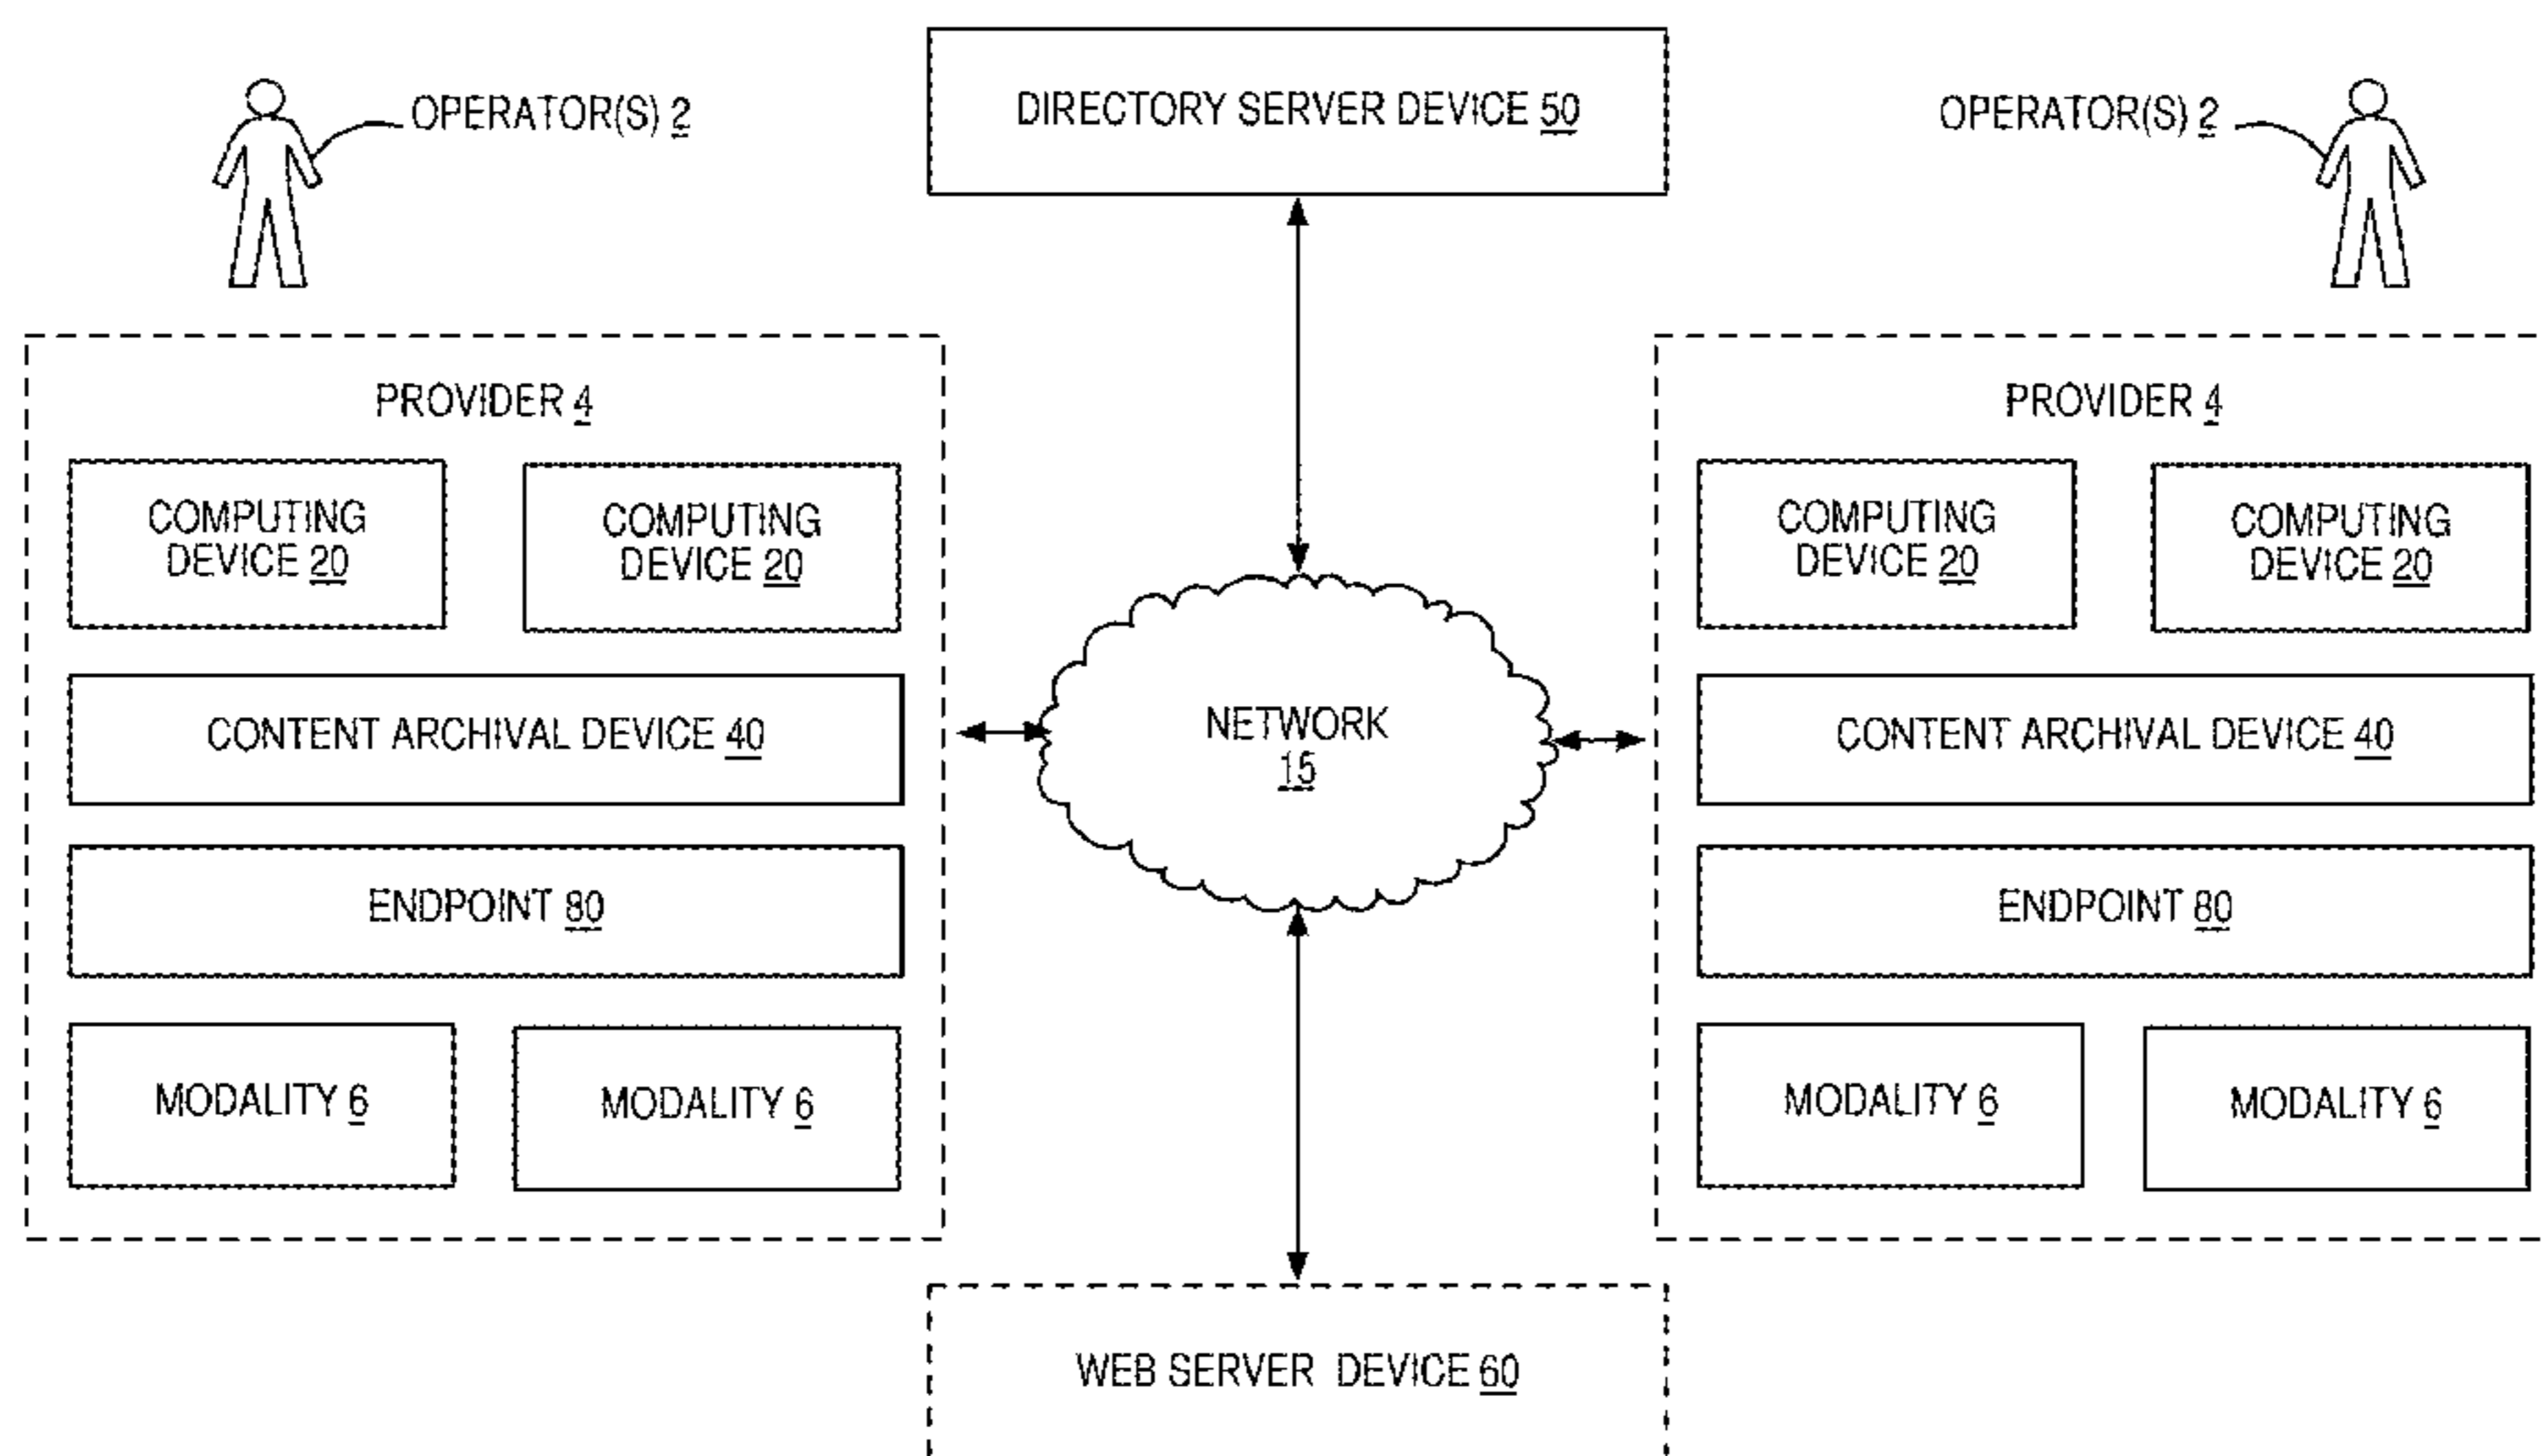 OPERATOR(S) 2
DIRECTORY SERVER DEVICE 50
OPERATOR(S) 2
PROVIDER 4
COMPUTING
DEVICE 20
COMPUTING
DEVICE 20
CONTENT ARCHIVAL DEVICE 40
ENDPOINT 80
MODALITY 6
MODALITY 6
NETWORK
15
PROVIDER 4
COMPUTING
DEVICE 20
COMPUTING
DEVICE 20
CONTENT ARCHIVAL DEVICE 40
ENDPOINT 80
MODALITY 6
MODALITY 6
WEB SERVER DEVICE 60